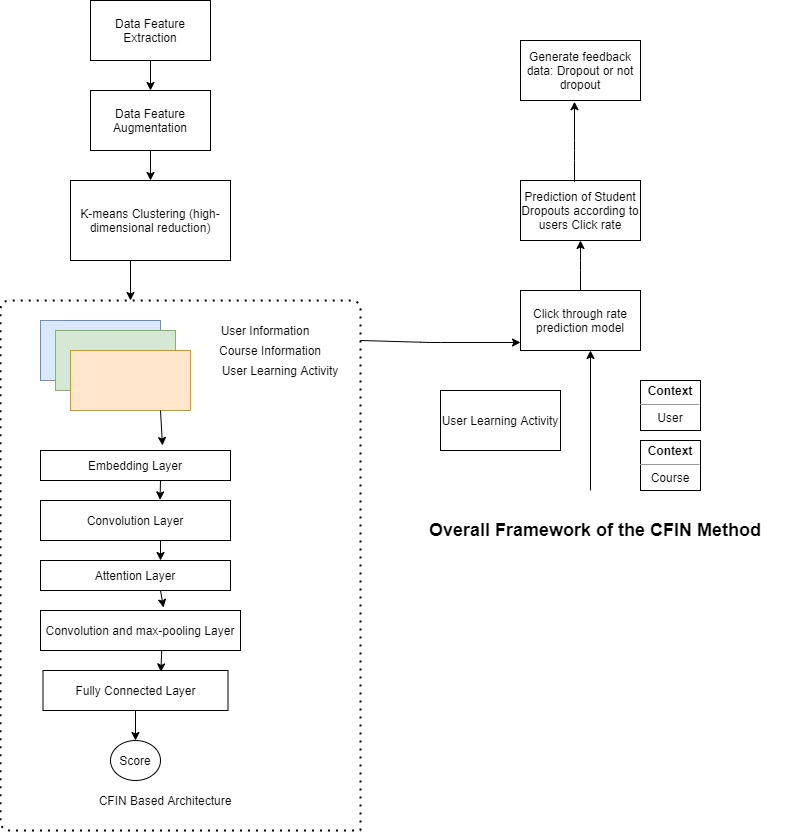 Data Feature
Extraction
Data Feature
Augmentation
K-means Clustering (high-
dimensional reduction)
User Information
Course Information
User Learning Activity
Embedding Layer
Convolution Layer
Attention Layer
Convolution and max-pooling Layer
Fully Connected Layer
Score
CFIN Based Architecture
Generate feedback
data: Dropout or not
dropout
Prediction of Student
Dropouts according to
users Click rate
Click through rate
prediction model
User Learning Activity
Context
User
Context
Course
Overall Framework of the CFIN Method